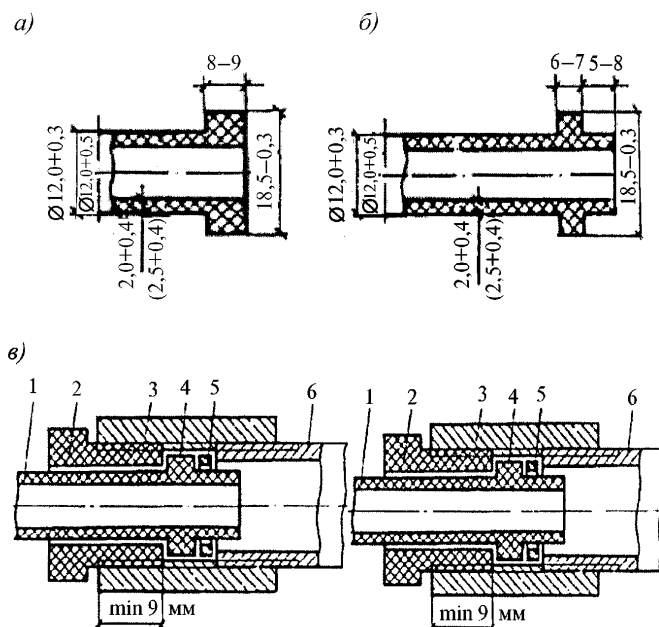 а)
8–9
Ø12,0+0,3
Ø12,0+0,5
18,5–0,3
2,0+0,4
(2,5+0,4)
б)
6–7 5–8
Ø12,0+0,3
Ø12,0+0,5
18,5–0,3
2,0+0,4
(2,5+0,4)
в)
1 2 3 4 5 6
min 9 мм
1 2 3 4 5 6
min 9 мм